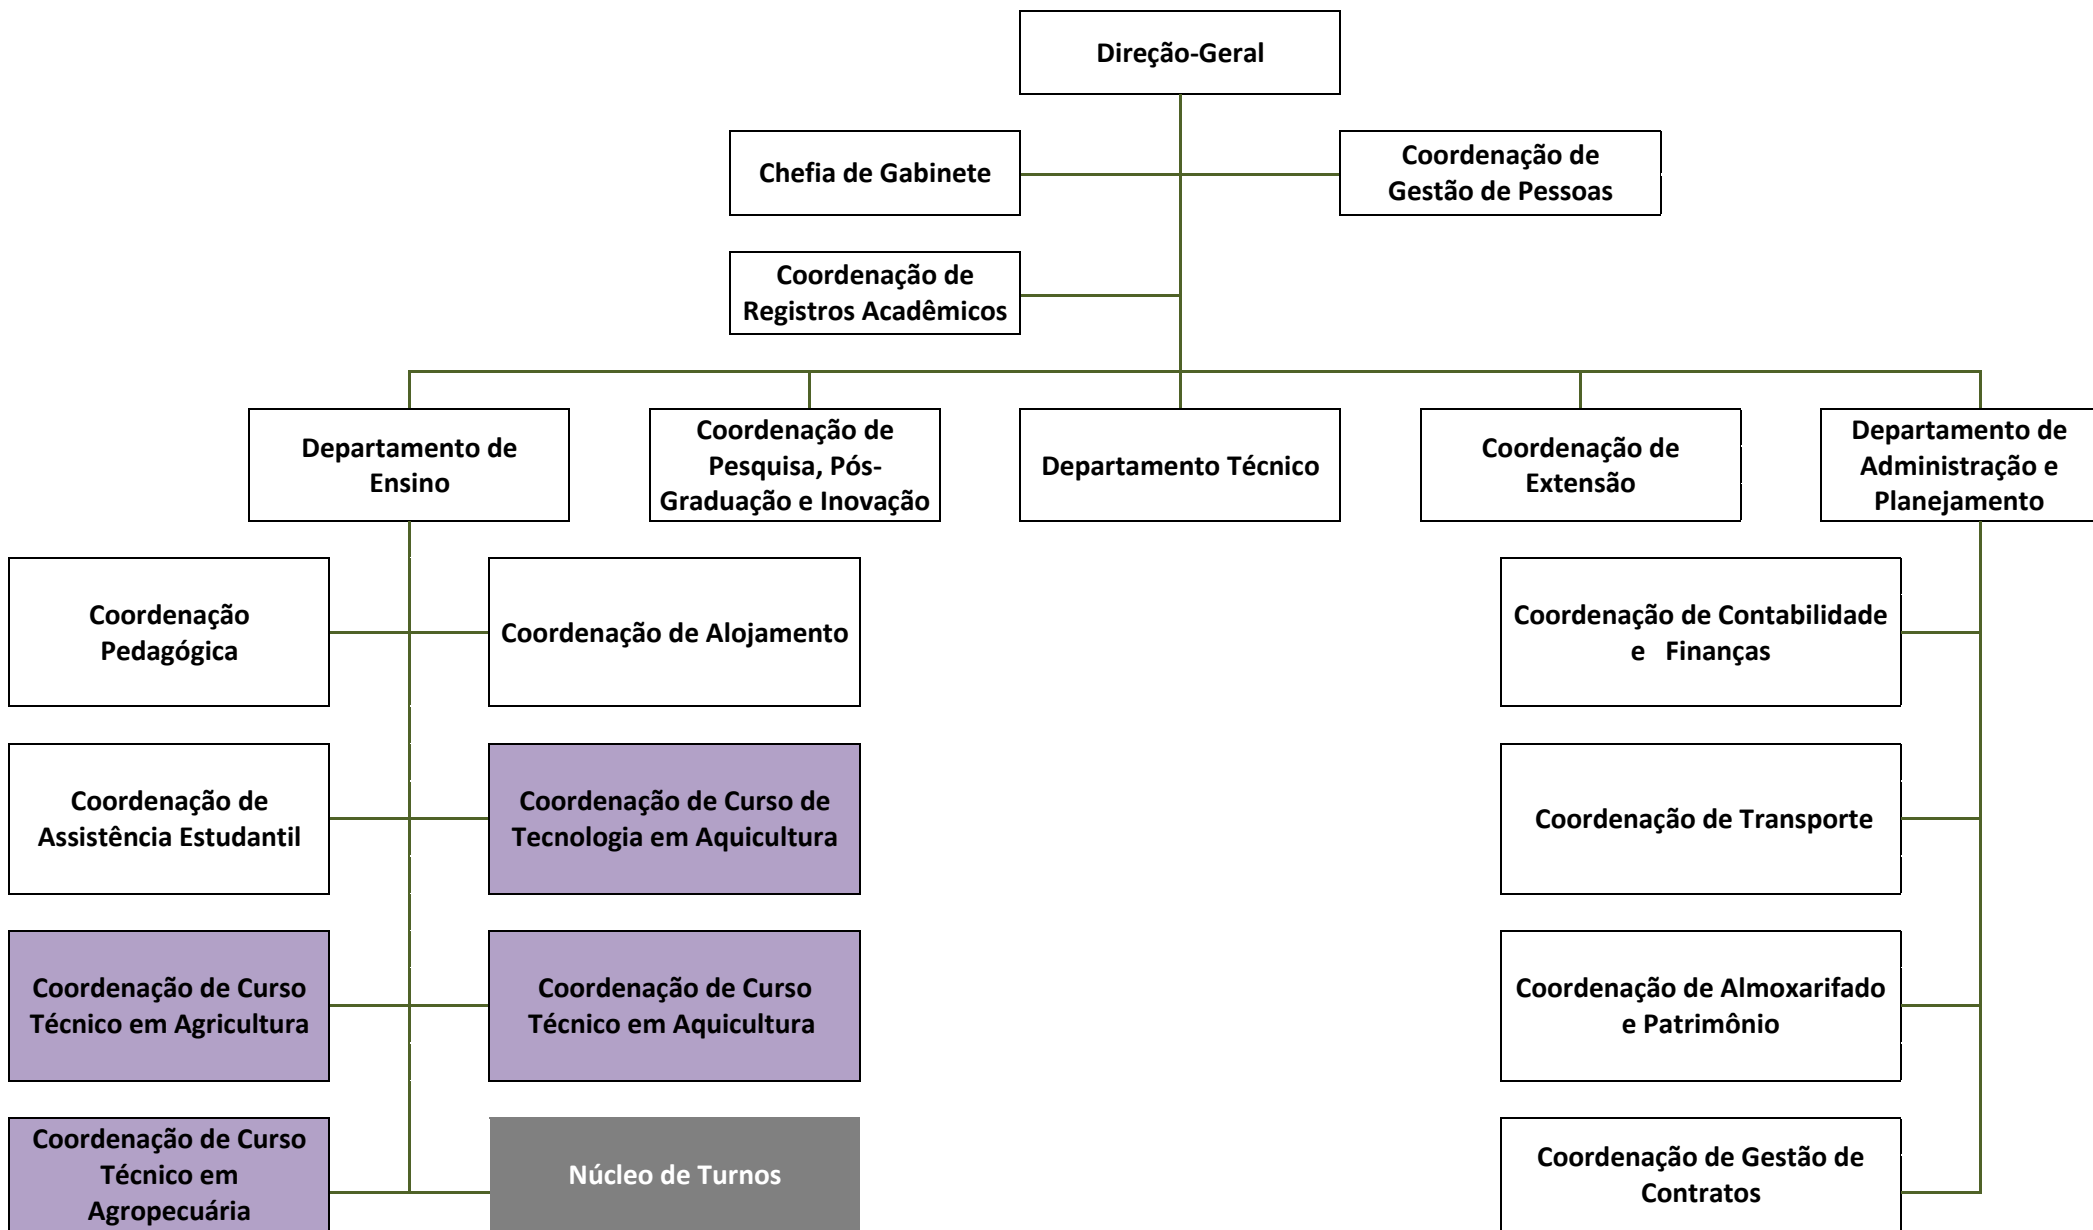 Direção-Geral
Chefia de Gabinete
Coordenação de
Gestão de Pessoas
Coordenação de
Registros Acadêmicos
Departamento de
Ensino
Coordenação de
Pesquisa, Pós-
Graduação e Inovação
Departamento Técnico
Coordenação de
Extensão
Departamento de
Administração e
Planejamento
Coordenação
Pedagógica
Coordenação de Alojamento
Coordenação de Contabilidade
e Finanças
Coordenação de
Assistência Estudantil
Coordenação de Curso de
Tecnologia em Aquicultura
Coordenação de Transporte
Coordenação de Curso
Técnico em Agricultura
Coordenação de Curso
Técnico em Aquicultura
Coordenação de Almoxarifado
e Patrimônio
Coordenação de Curso
Técnico em
Agropecuária
Núcleo de Turnos
Coordenação de Gestão de
Contratos